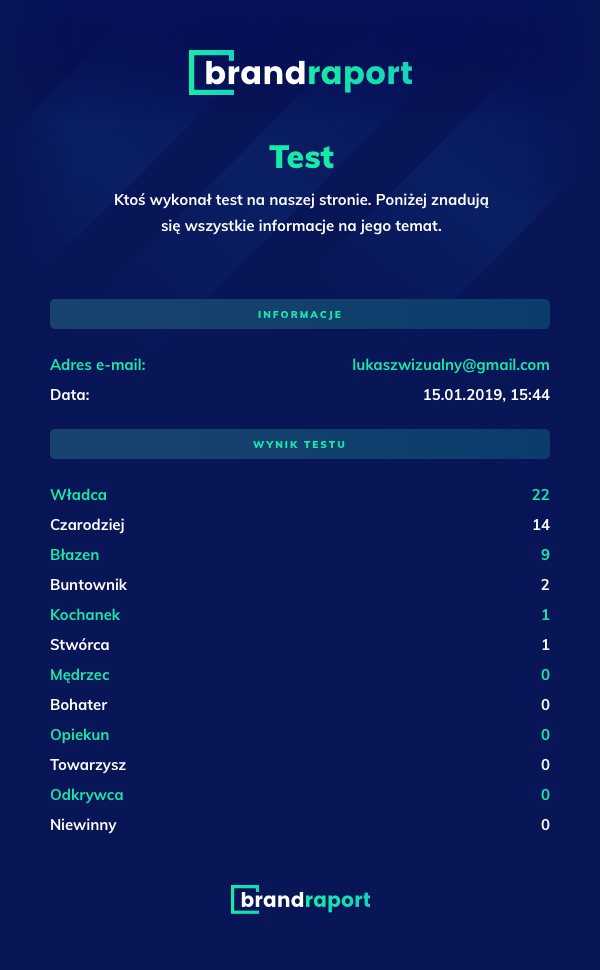 brandraport
Test
Ktoś wykonał test na naszej stronie. Poniżej znadują
się wszystkie informacje na jego temat.
INFORMACJE
Adres e-mail: lukaszwizualny@gmail.com
Data: 15.01.2019, 15:44
WYNIK TESTU
Władca 22
Czarodziej 14
Błazen 9
Buntownik 2
Kochanek 1
Stwórca 1
Mędrzec 0
Bohater 0
Opiekun 0
Towarzysz 0
Odkrywca 0
Niewinny 0
brandraport